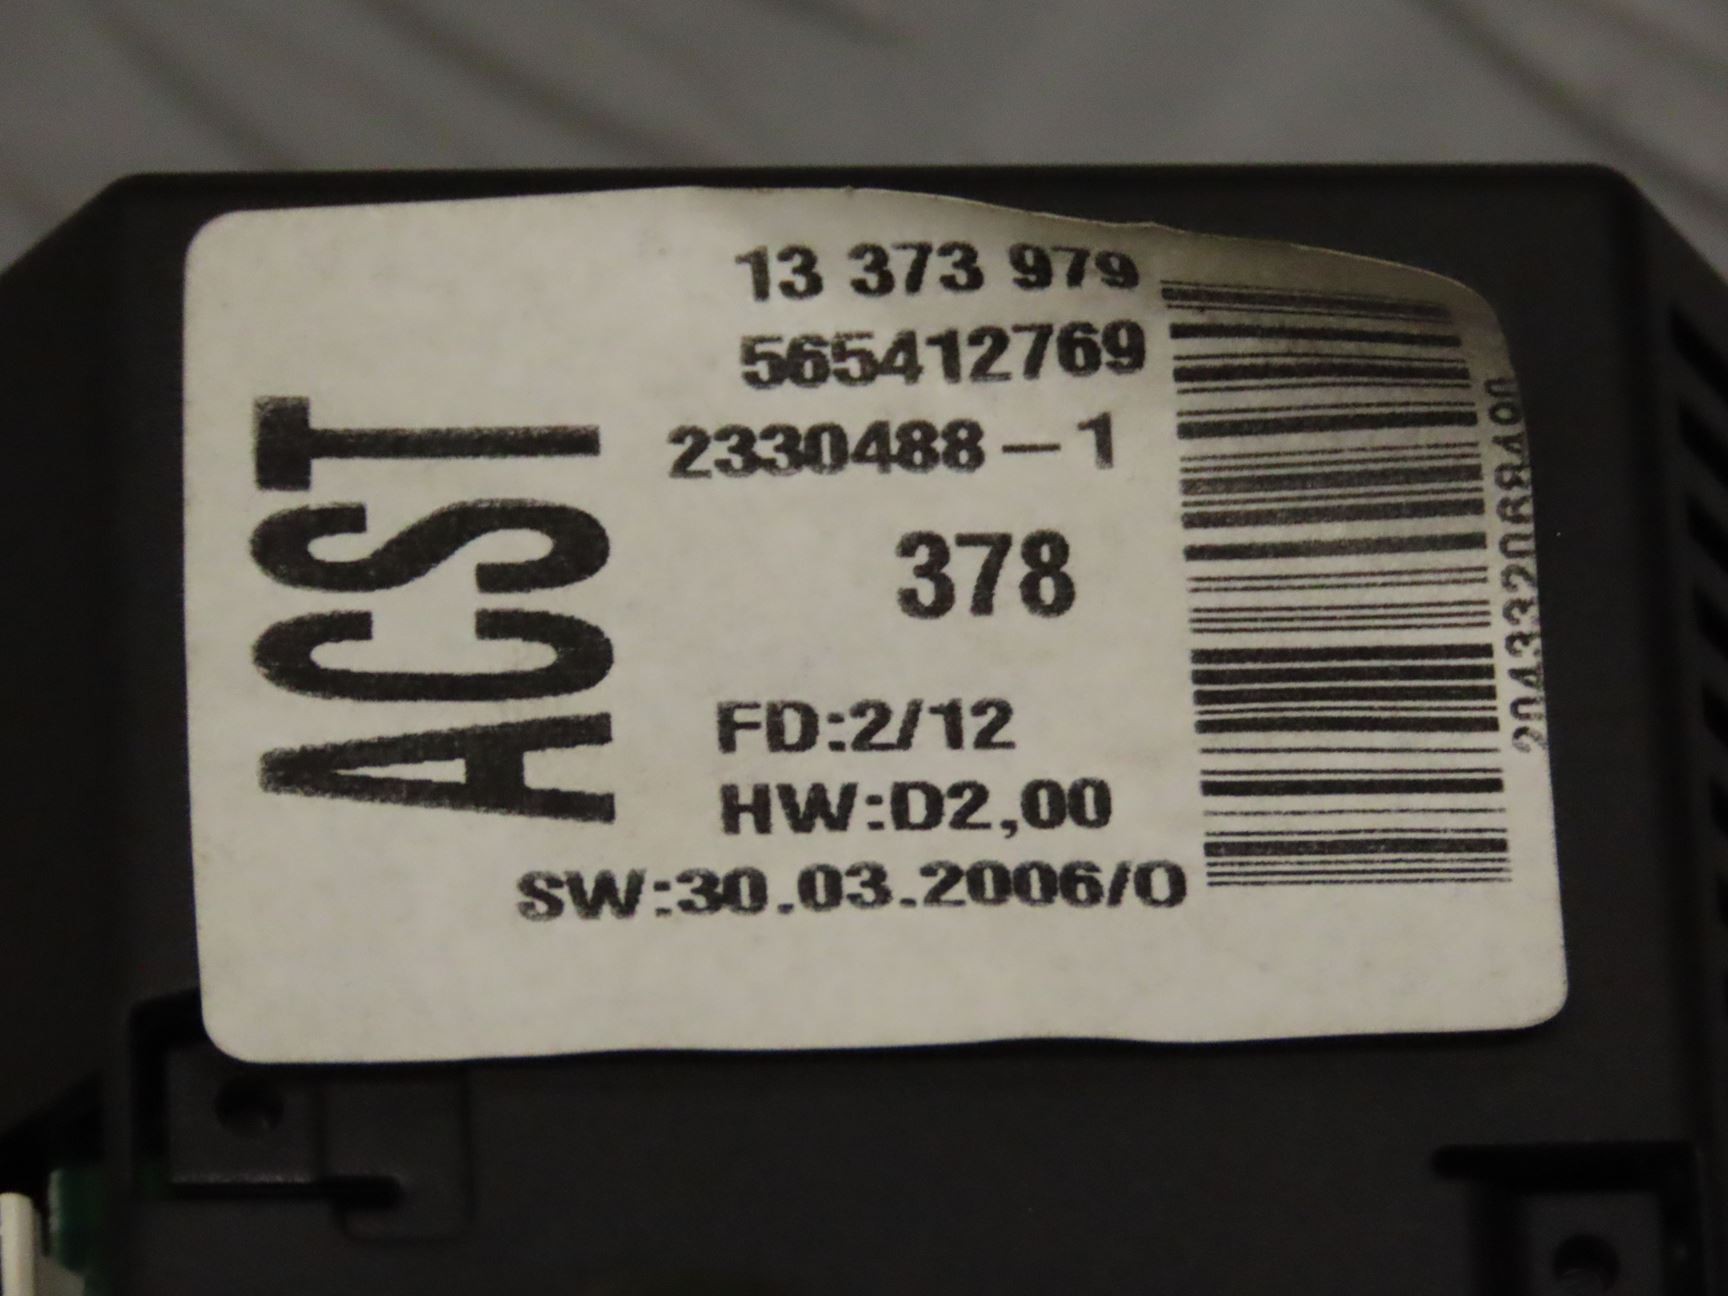 ACST
13 373 979
565412769
2330488-1
378
FD:2/12
HW:D2,00
SW:30.03.2006/0